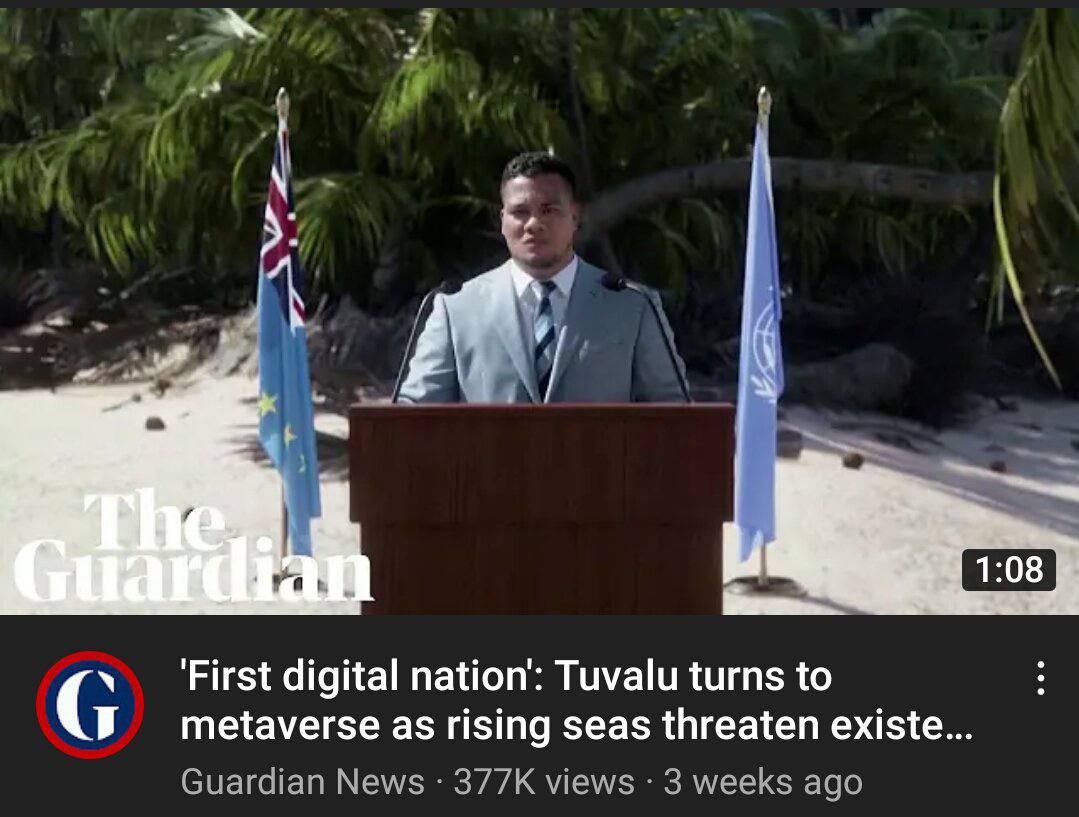 The
Guardian
1:08
G
'First digital nation': Tuvalu turns to
metaverse as rising seas threaten existe...
Guardian News · 377K views · 3 weeks ago